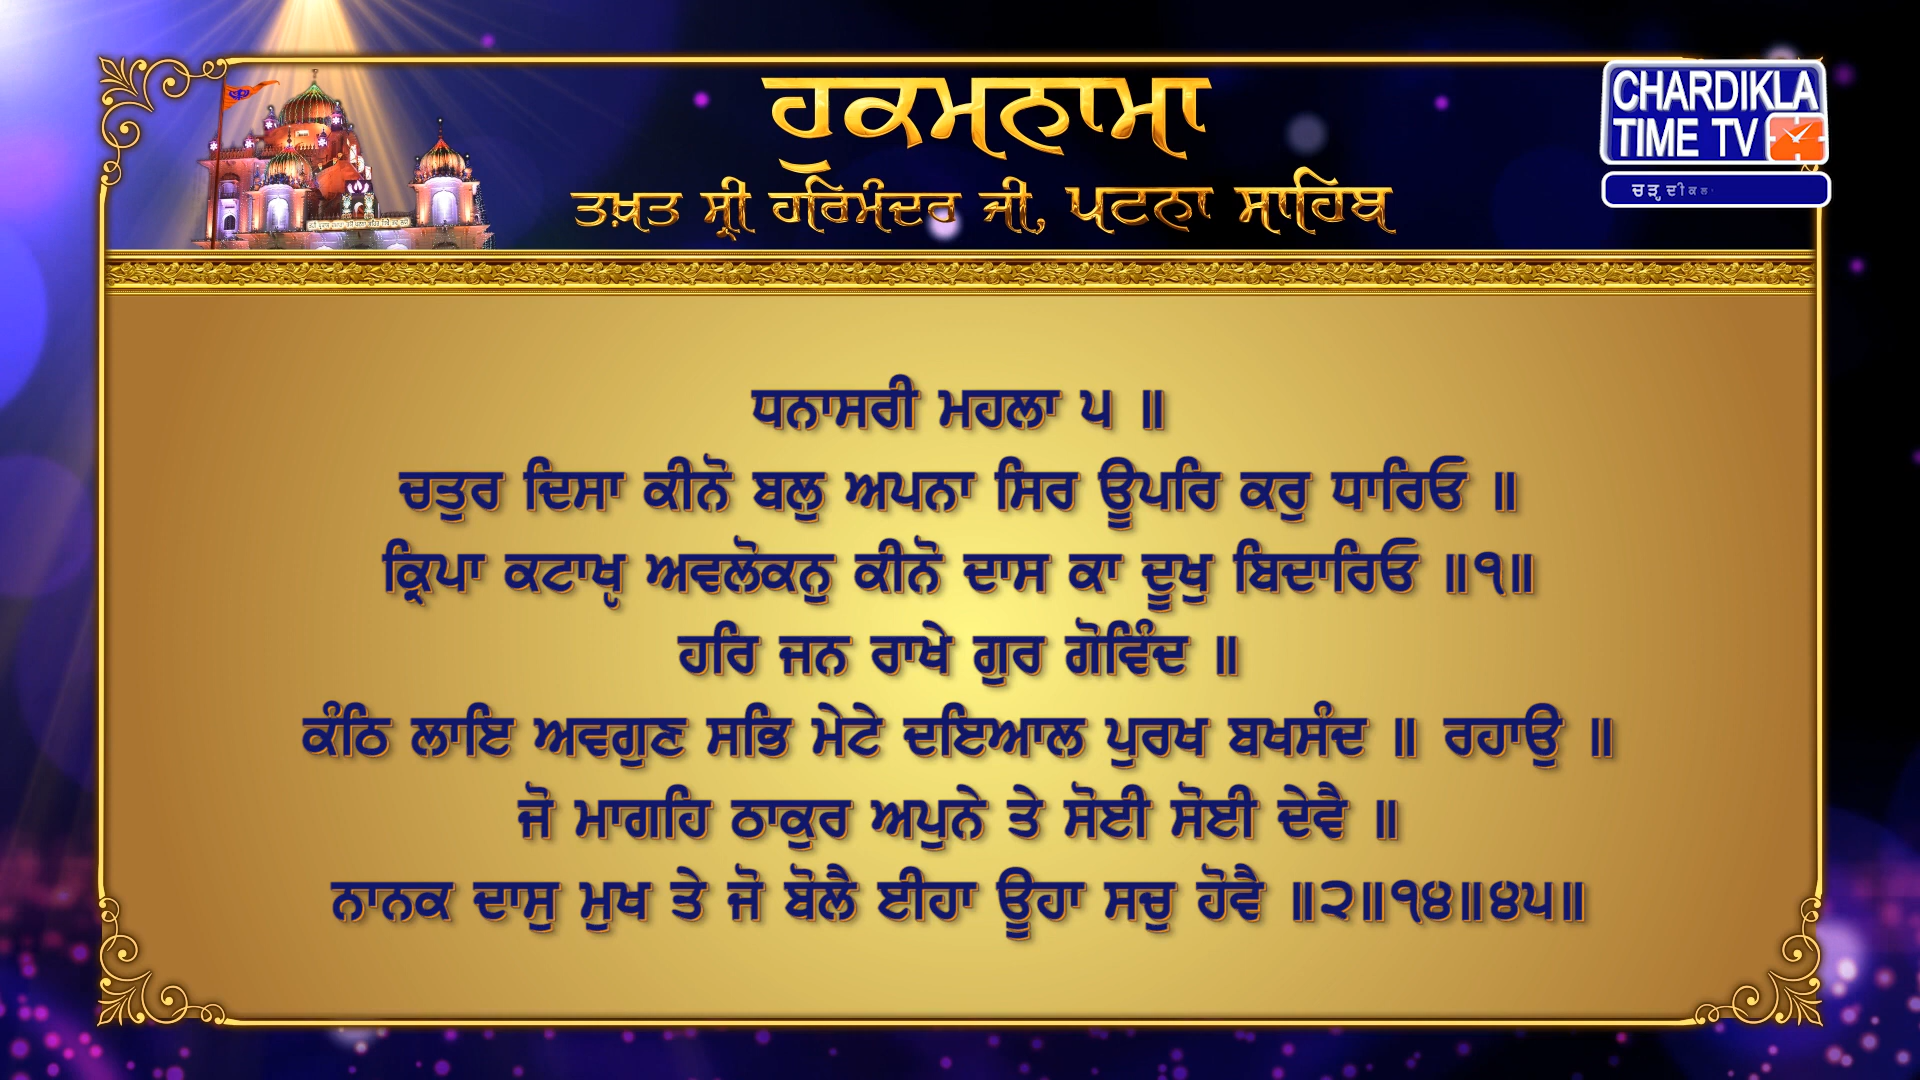 ਹੁਕਮਨਾਮਾ
ਤਖ਼ਤ ਸ੍ਰੀ ਹਰਿਮੰਦਰ ਜੀ, ਪਟਨਾ ਸਾਹਿਬ
CHARDIKLA
TIME TV
ਧਨਾਸਰੀ ਮਹਲਾ ੫ ॥
ਚਤੁਰ ਦਿਸਾ ਕੀਨੋ ਬਲੁ ਅਪਨਾ ਸਿਰ ਊਪਰਿ ਕਰੁ ਧਾਰਿਓ ॥
ਕ੍ਰਿਪਾ ਕਟਾਖੵ ਅਵਲੋਕਨੁ ਕੀਨੋ ਦਾਸ ਕਾ ਦੂਖੁ ਬਿਦਾਰਿਓ ॥੧॥
ਹਰਿ ਜਨ ਰਾਖੇ ਗੁਰ ਗੋਵਿੰਦ ॥
ਕੰਠਿ ਲਾਇ ਅਵਗੁਣ ਸਭਿ ਮੇਟੇ ਦਇਆਲ ਪੁਰਖ ਬਖਸੰਦ ॥ ਰਹਾਉ ॥
ਜੋ ਮਾਗਹਿ ਠਾਕੁਰ ਅਪੁਨੇ ਤੇ ਸੋਈ ਸੋਈ ਦੇਵੈ ॥
ਨਾਨਕ ਦਾਸੁ ਮੁਖ ਤੇ ਜੋ ਬੋਲੈ ਈਹਾ ਊਹਾ ਸਚੁ ਹੋਵੈ ॥੨॥੧੪॥੪੫॥